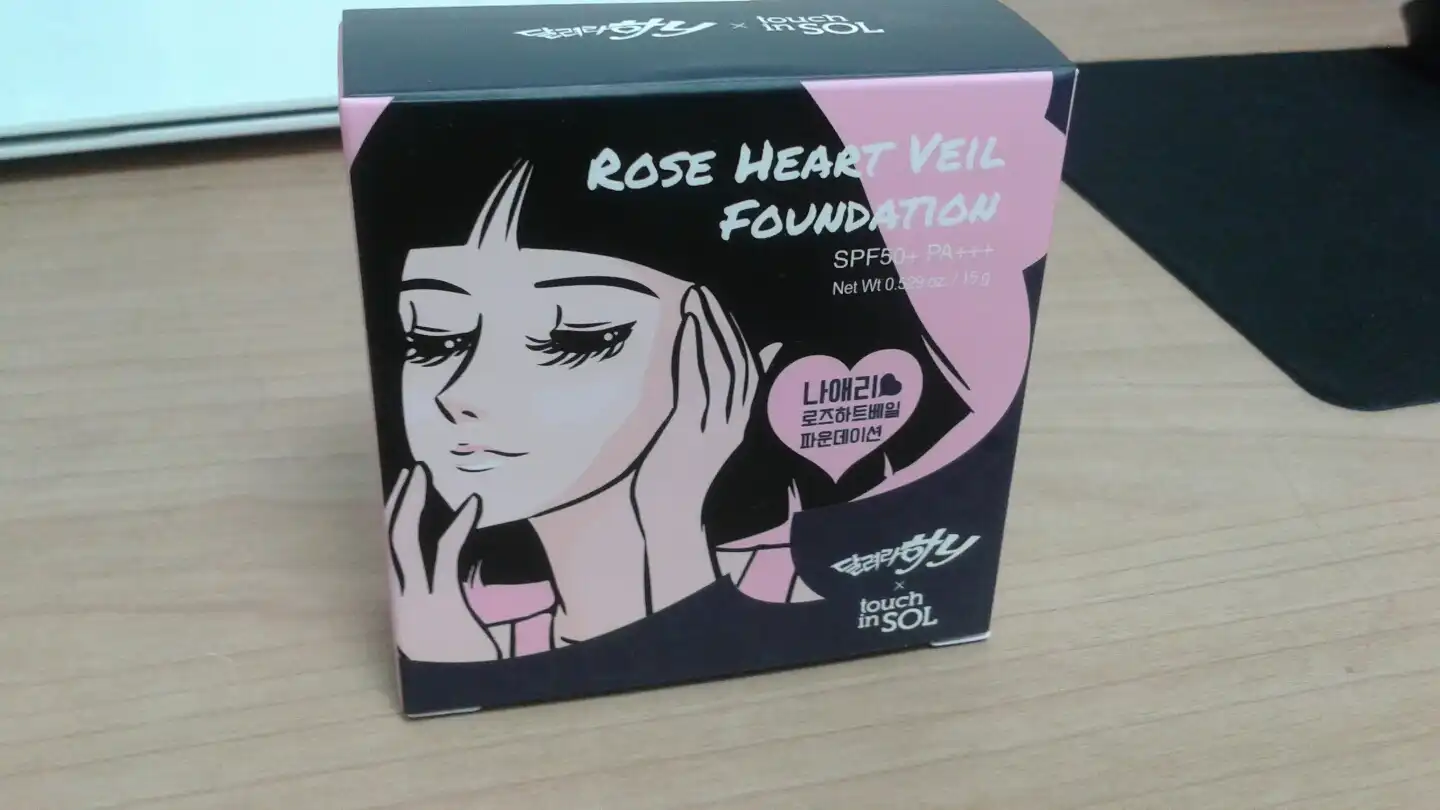 달려라하니 × touch in SOL
ROSE HEART VEIL
FOUNDATION
SPF50+ PA+++
Net Wt 0.529 oz. / 15 g
나애리
로즈하트베일
파운데이션
달려라하니
×
touch
in SOL